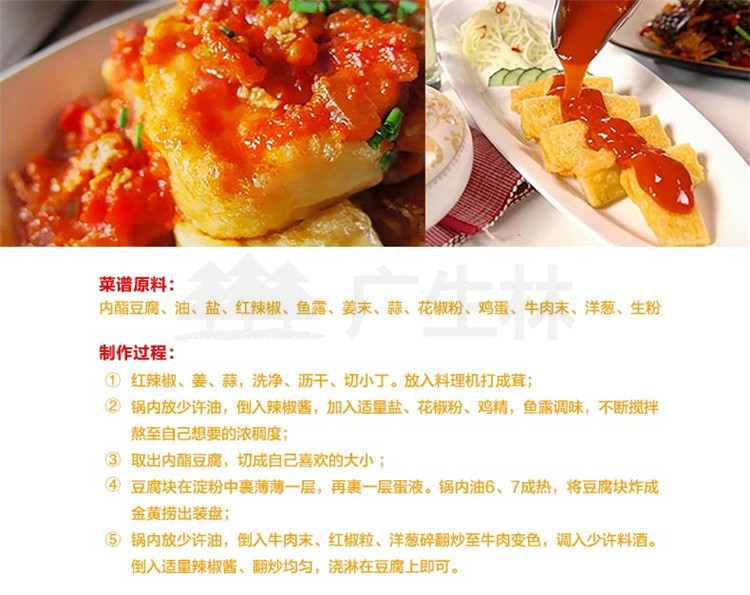 菜谱原料：
内酯豆腐、油、盐、红辣椒、鱼露、姜末、蒜、花椒粉、鸡蛋、牛肉末、洋葱、生粉
广生林
制作过程：
① 红辣椒、姜、蒜，洗净、沥干、切小丁。放入料理机打成茸；
② 锅内放少许油，倒入辣椒酱，加入适量盐、花椒粉、鸡精，鱼露调味，不断搅拌
熬至自己想要的浓稠度；
③ 取出内酯豆腐，切成自己喜欢的大小；
④ 豆腐块在淀粉中裹薄薄一层，再裹一层蛋液。锅内油6、7成热，将豆腐块炸成
金黄捞出装盘；
⑤ 锅内放少许油，倒入牛肉末、红椒粒、洋葱碎翻炒至牛肉变色，调入少许料酒。
倒入适量辣椒酱、翻炒均匀，浇淋在豆腐上即可。